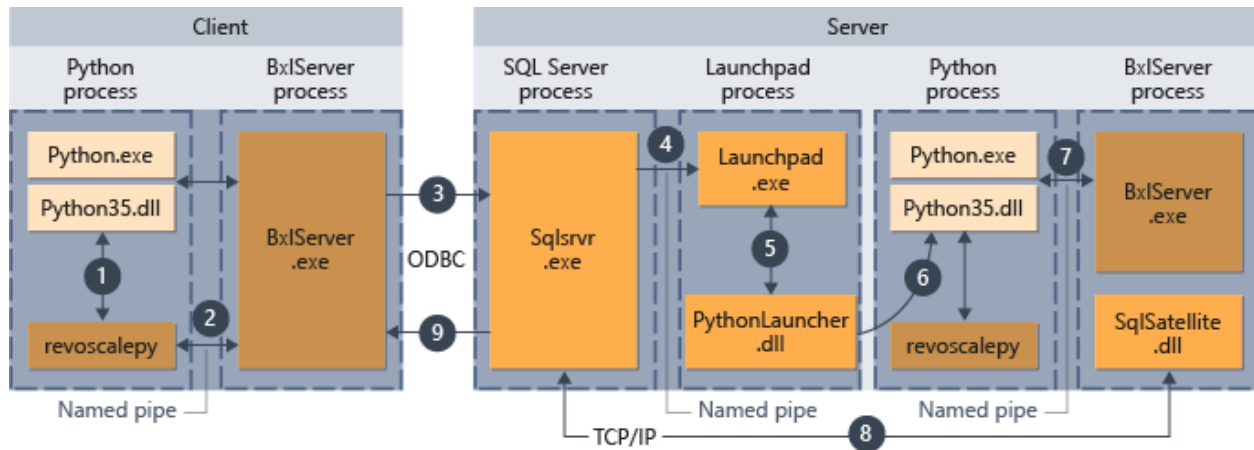 Client
Server
Python
process
BxlServer
process
SQL Server
process
Launchpad
process
Python
process
BxlServer
process
Python.exe
Python35.dll
1
revoscalepy
2
BxlServer
.exe
3
ODBC
9
Sqlsrvr
.exe
4
Launchpad
.exe
5
PythonLauncher
.dll
6
Python.exe
Python35.dll
revoscalepy
7
BxlServer
.exe
SqlSatellite
.dll
Named pipe
Named pipe
Named pipe
TCP/IP
8